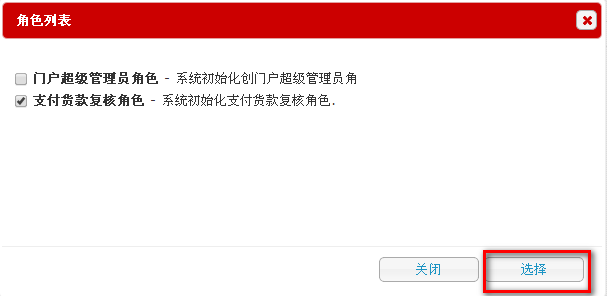 角色列表
门户超级管理员角色 - 系统初始化创门户超级管理员角
支付货款复核角色 - 系统初始化支付货款复核角色.
关闭 选择